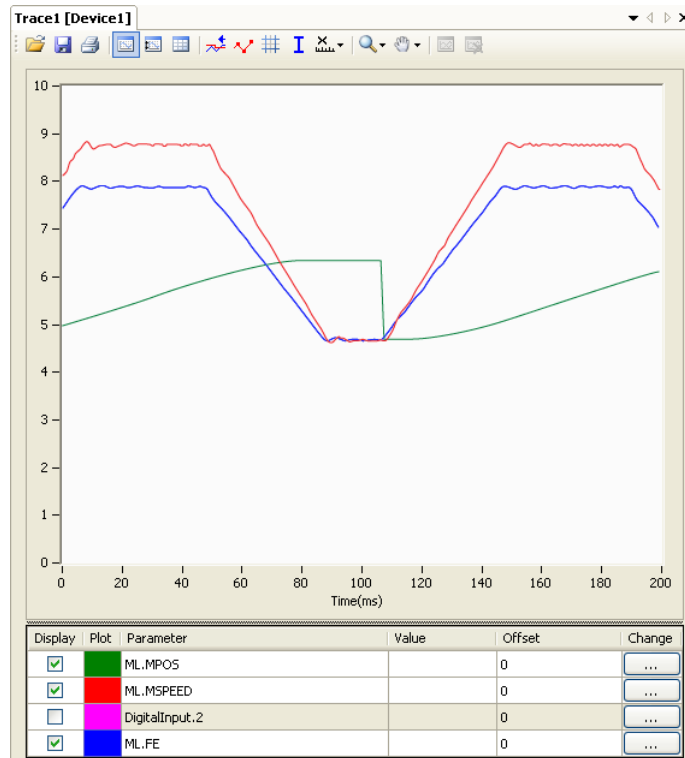 Trace1 [Device1]
10
9
8
7
6
5
4
3
2
1
0
0 20 40 60 80 100 120 140 160 180 200
Time(ms)
Display Plot Parameter Value Offset Change
ML.MPOS 0 ...
ML.MSPEED 0 ...
DigitalInput.2 0 ...
ML.FE 0 ...